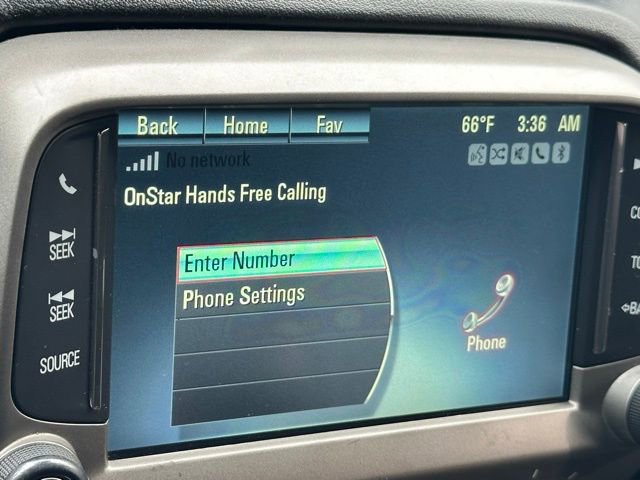 Back Home Fav 66°F 3:36 AM
No network
OnStar Hands Free Calling
SEEK
Enter Number
Phone Settings
SEEK
SOURCE
Phone